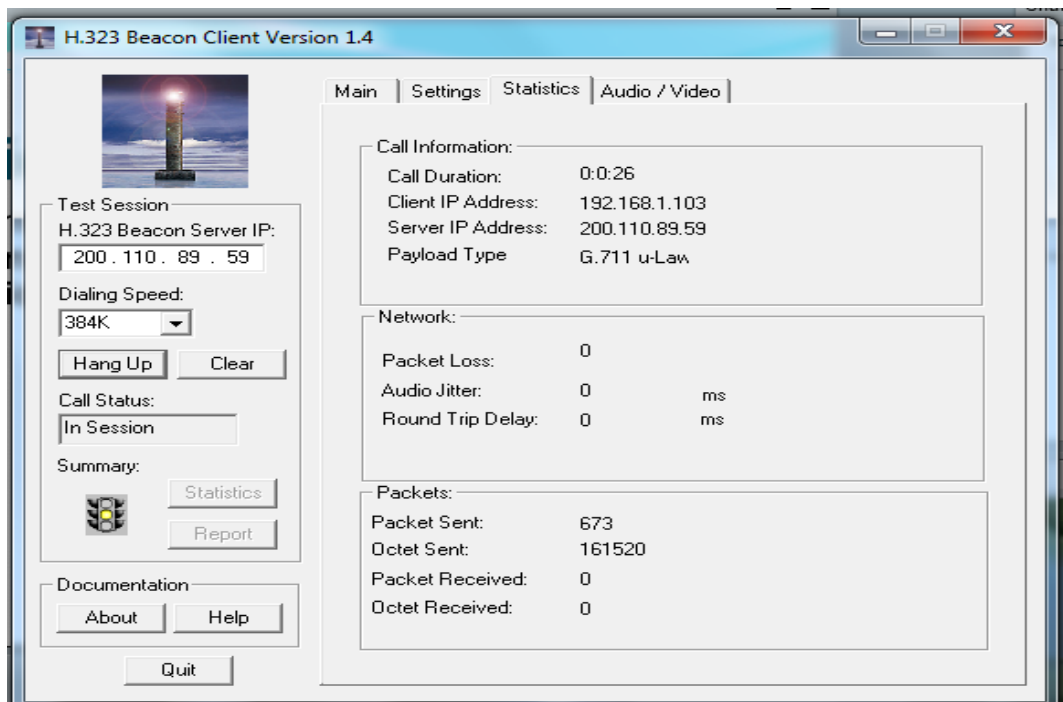 H.323 Beacon Client Version 1.4
Test Session
H.323 Beacon Server IP:
200 . 110 . 89 . 59
Dialing Speed:
384K
Hang Up Clear
Call Status:
In Session
Summary:
Statistics
Report
Documentation
About Help
Quit
Main Settings Statistics Audio / Video
Call Information:
Call Duration: 0:0:26
Client IP Address: 192.168.1.103
Server IP Address: 200.110.89.59
Payload Type G.711 u-Law
Network:
Packet Loss: 0
Audio Jitter: 0 ms
Round Trip Delay: 0 ms
Packets:
Packet Sent: 673
Octet Sent: 161520
Packet Received: 0
Octet Received: 0